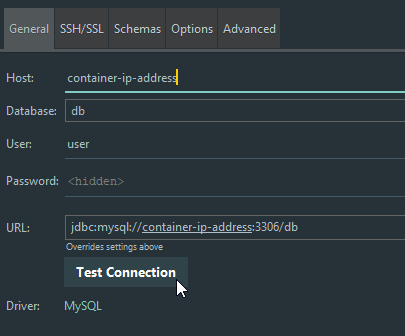 General SSH/SSL Schemas Options Advanced
Host: container-ip-address
Database: db
User: user
Password: <hidden>
URL: jdbc:mysql://container-ip-address:3306/db
Overrides settings above
Test Connection
Driver: MySQL